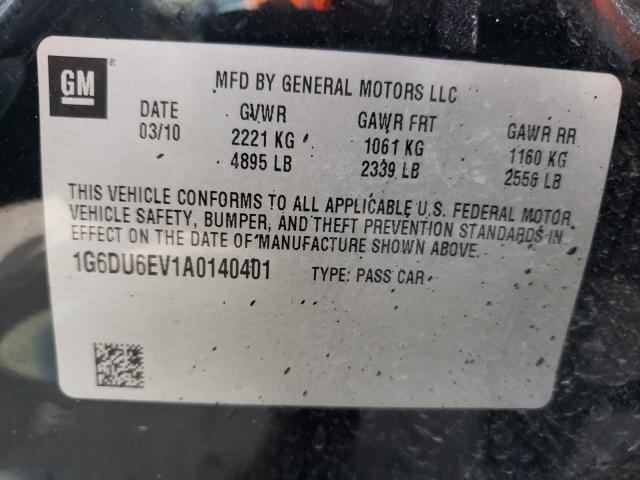 GM ®
MFD BY GENERAL MOTORS LLC
DATE GVWR GAWR FRT GAWR RR
03/10 2221 KG 1061 KG 1160 KG
4895 LB 2339 LB 2556 LB
THIS VEHICLE CONFORMS TO ALL APPLICABLE U.S. FEDERAL MOTOR
VEHICLE SAFETY, BUMPER, AND THEFT PREVENTION STANDARDS IN
EFFECT ON THE DATE OF MANUFACTURE SHOWN ABOVE.
1G6DU6EV1A0140401 TYPE: PASS CAR